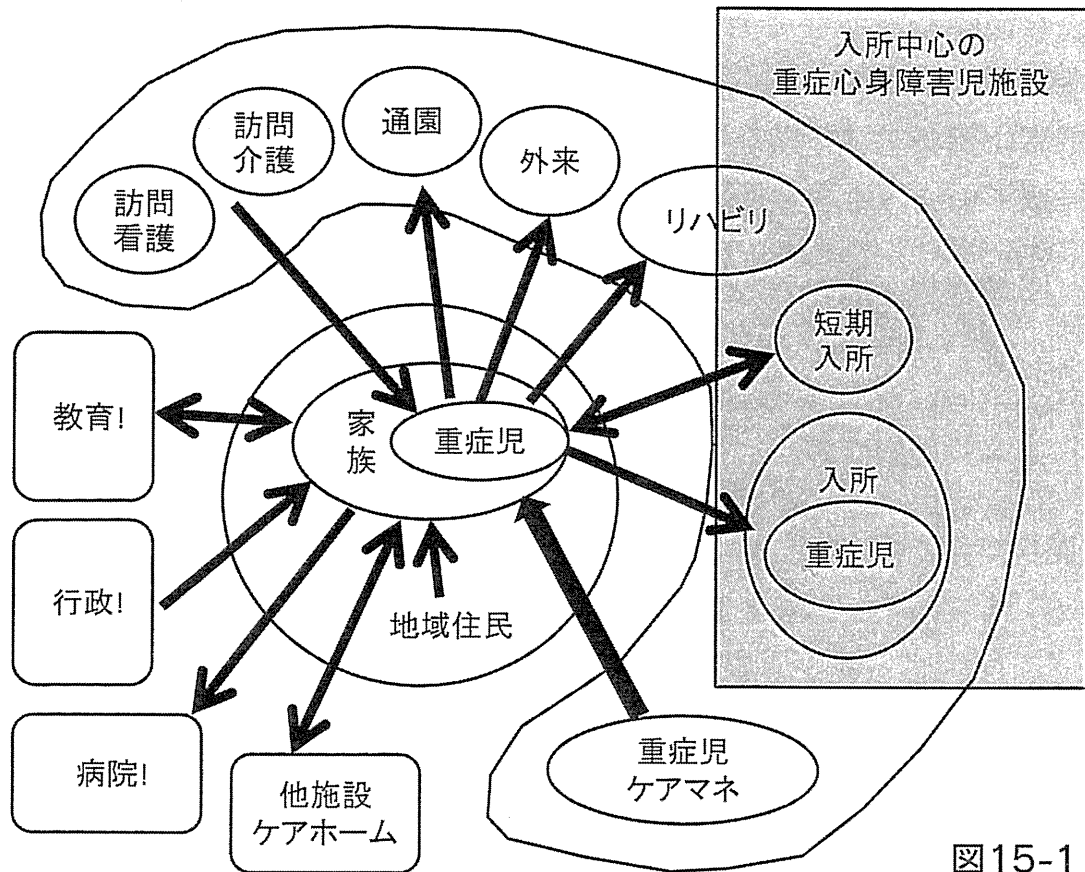 入所中心の
重症心身障害児施設
訪問
看護
訪問
介護
通園
外来
リハビリ
短期
入所
入所
重症児
家
族
重症児
地域住民
教育!
行政!
病院!
他施設
ケアホーム
重症児
ケアマネ
図15-1